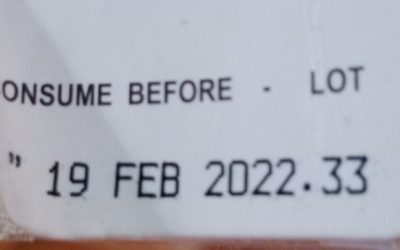 ONSUME BEFORE - LOT
" 19 FEB 2022.33